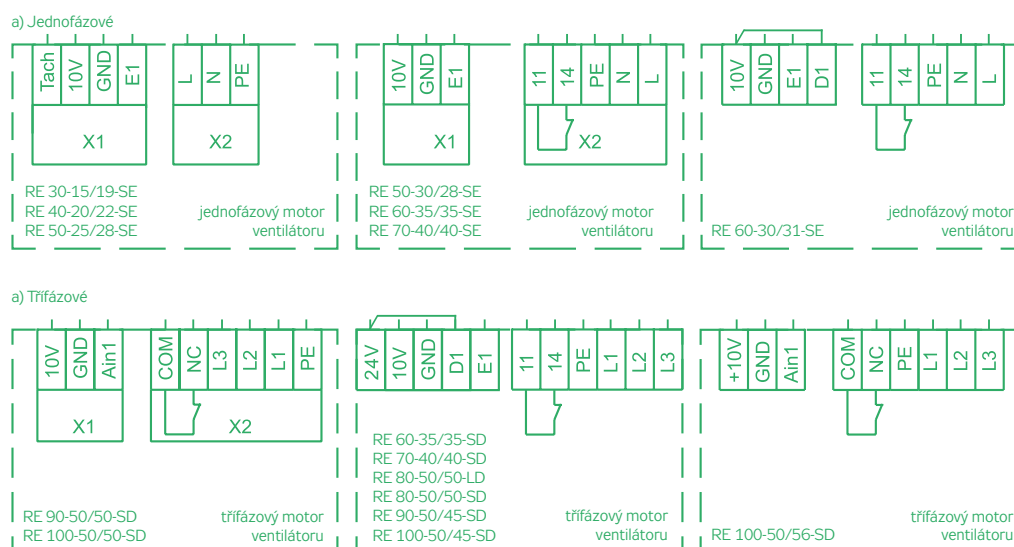 a) Jednofázové
Tach 10V GND E1
L N PE
X1
X2
RE 30-15/19-SE
RE 40-20/22-SE
RE 50-25/28-SE
jednofázový motor
ventilátoru
10V GND E1
11 14 PE N L
X1
X2
RE 50-30/28-SE
RE 60-35/35-SE
RE 70-40/40-SE
jednofázový motor
ventilátoru
10V GND E1 D1
11 14 PE N L
RE 60-30/31-SE
jednofázový motor
ventilátoru
a) Třífázové
10V GND Ain1
COM NC L3 L2 L1 PE
X1
X2
RE 90-50/50-SD
RE 100-50/50-SD
třífázový motor
ventilátoru
24V 10V GND D1 E1
11 14 PE L1 L2 L3
RE 60-35/35-SD
RE 70-40/40-SD
RE 80-50/50-LD
RE 80-50/50-SD
RE 90-50/45-SD
RE 100-50/45-SD
třífázový motor
ventilátoru
+10V GND Ain1
COM NC PE L1 L2 L3
RE 100-50/56-SD
třífázový motor
ventilátoru